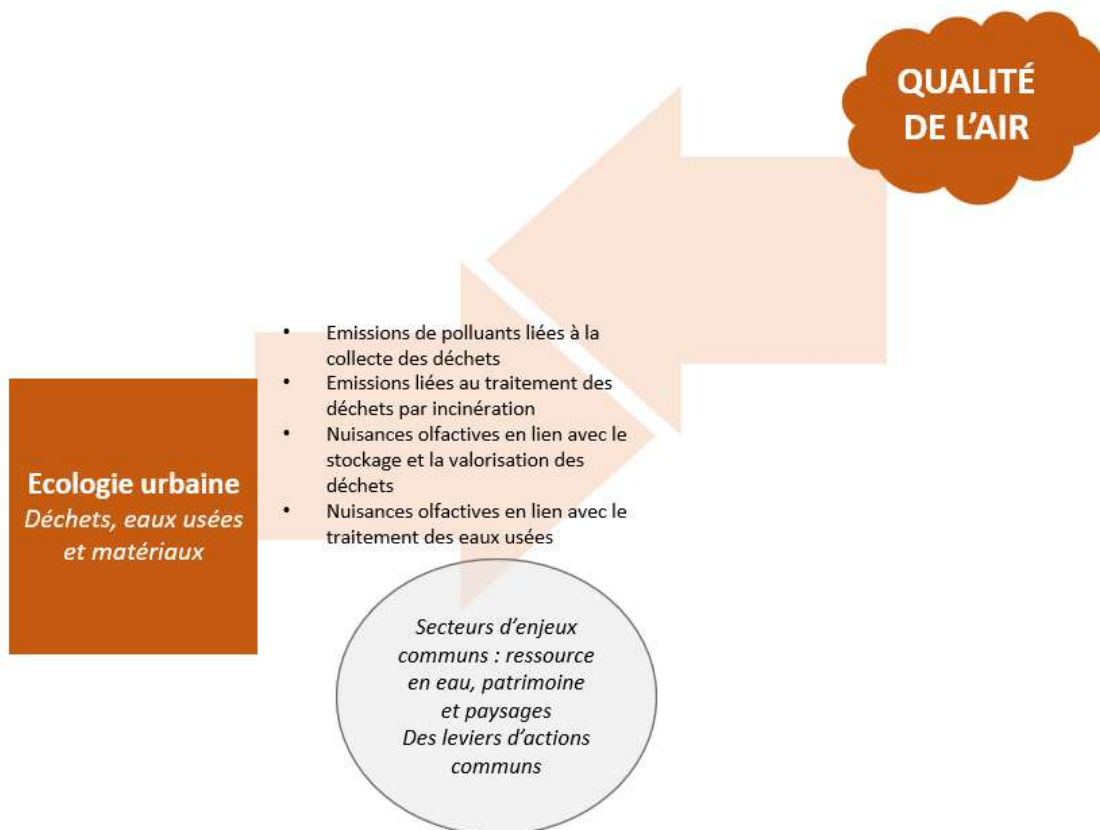 QUALITÉ
DE L’AIR
• Emissions de polluants liées à la
collecte des déchets
• Emissions liées au traitement des
déchets par incinération
• Nuisances olfactives en lien avec le
stockage et la valorisation des
déchets
• Nuisances olfactives en lien avec le
traitement des eaux usées
Ecologie urbaine
Déchets, eaux usées
et matériaux
Secteurs d’enjeux
communs : ressource
en eau, patrimoine
et paysages
Des leviers d’actions
communs